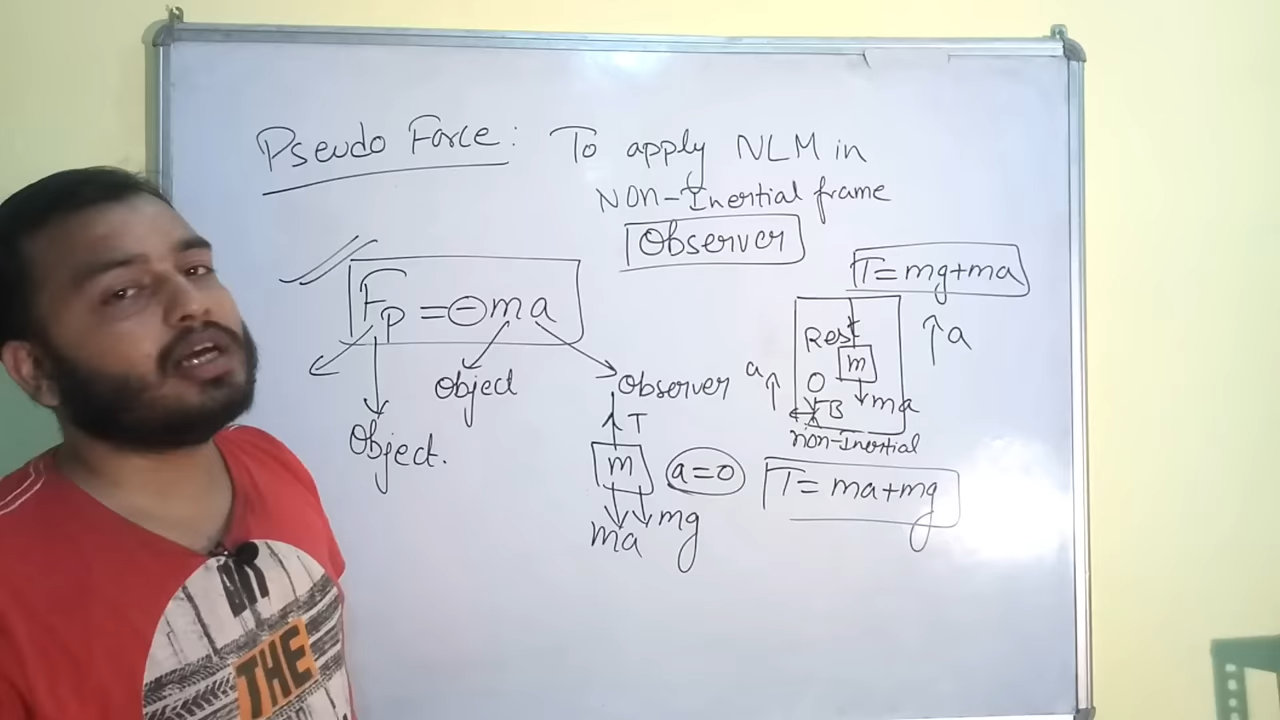 Pseudo Force: To apply NLM in
NON-Inertial frame
Observer
Fp = -ma
Object
Object.
Observer
T
m
a=0
ma
mg
T=mg+ma
a
Rest
m
a
O
B
ma
non-Inertial
T= ma+mg
OR
THE